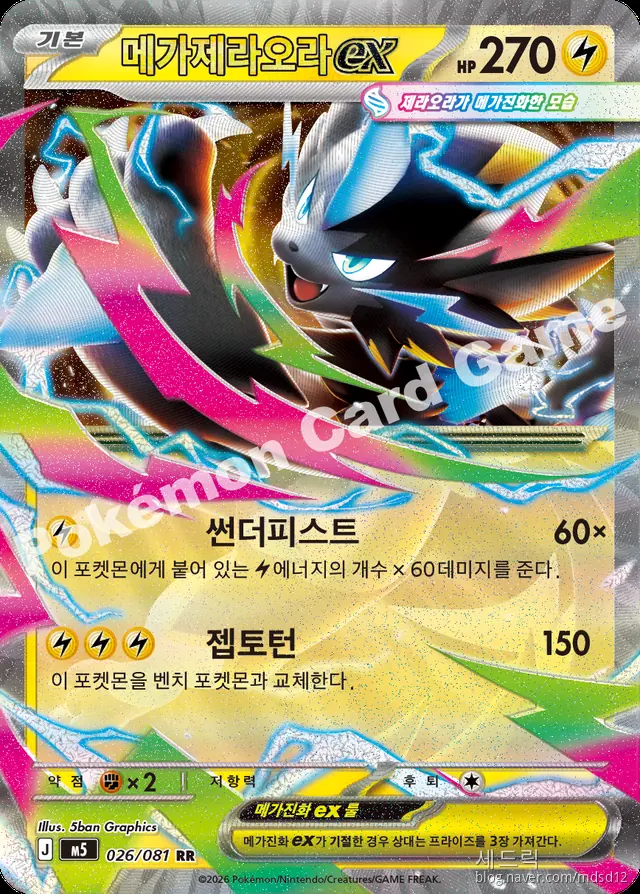 기본 메가제라오라ex HP 270
제라오라가 메가진화한 모습
Pokémon Card Game
썬더피스트 60×
이 포켓몬에게 붙어 있는 에너지의 개수 × 60데미지를 준다.
젭토턴 150
이 포켓몬을 벤치 포켓몬과 교체한다.
약점 ×2 저항력 후퇴
메가진화 ex 룰
Illus. 5ban Graphics
메가진화 ex가 기절한 경우 상대는 프라이즈를 3장 가져간다.
J M5 026/081 RR
세드릭
©2026 Pokémon/Nintendo/Creatures/GAME FREAK.
blog.naver.com/mdsd12